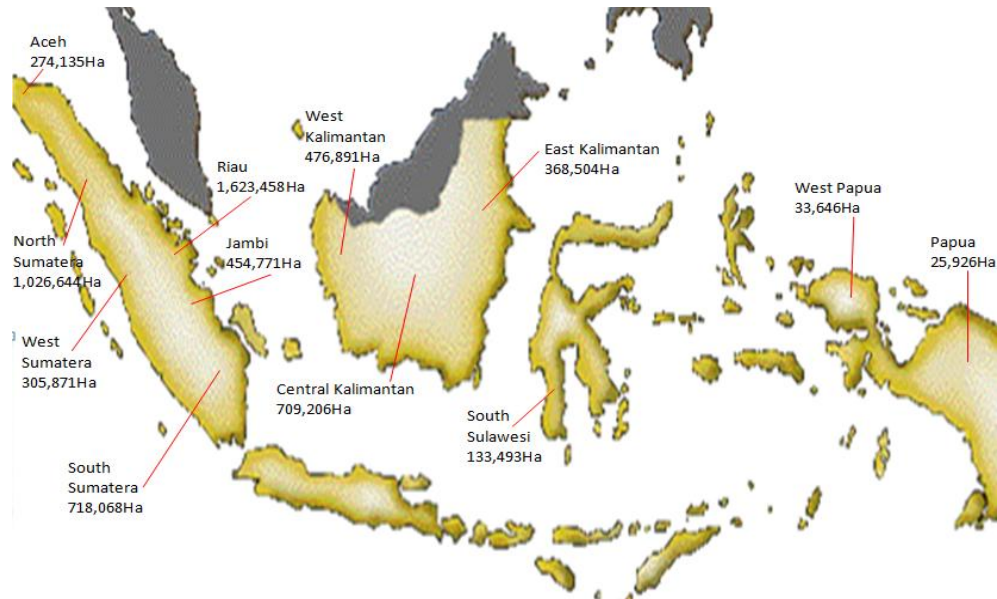 Aceh
274,135Ha
West
Kalimantan
476,891Ha
East Kalimantan
368,504Ha
Riau
1,623,458Ha
West Papua
33,646Ha
North
Sumatera
1,026,644Ha
Jambi
454,771Ha
Papua
25,926Ha
West
Sumatera
305,871Ha
Central Kalimantan
709,206Ha
South
Sulawesi
133,493Ha
South
Sumatera
718,068Ha